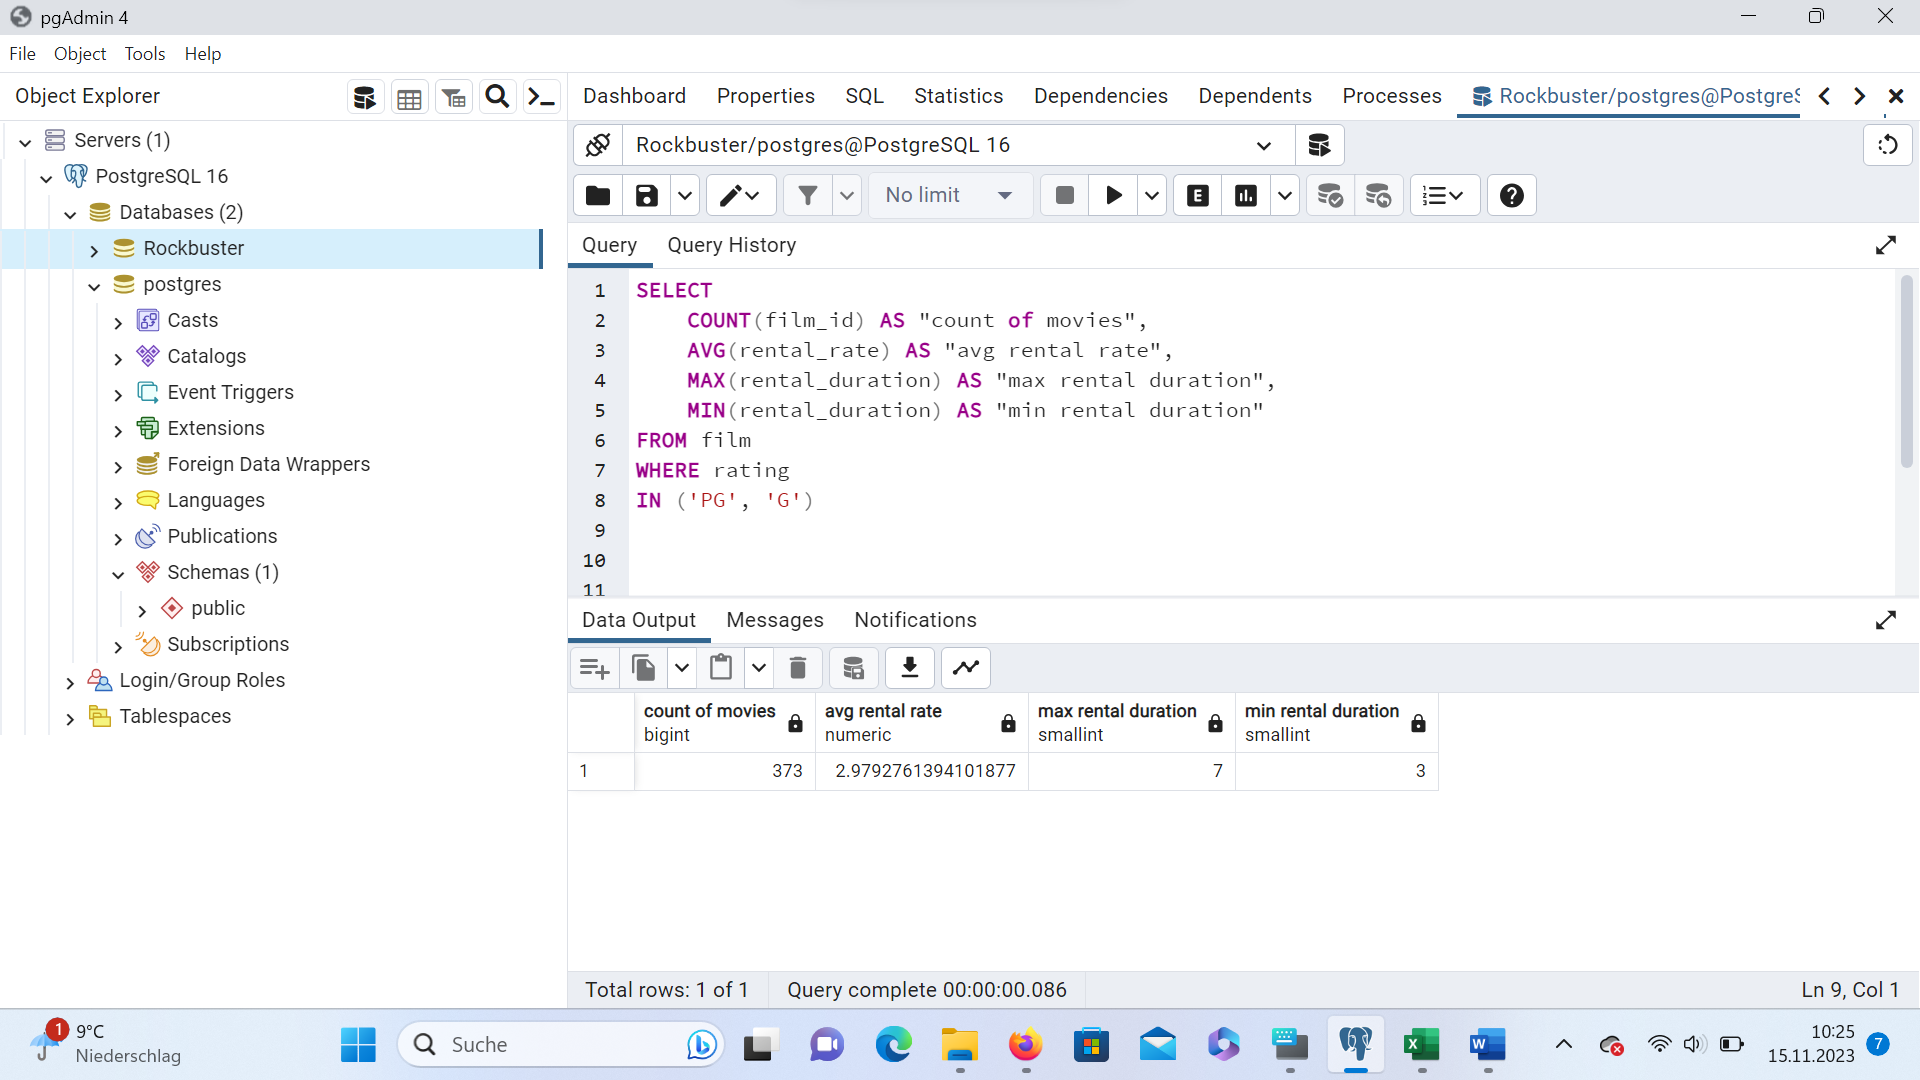 pgAdmin 4
File Object Tools Help
Object Explorer
Dashboard Properties SQL Statistics Dependencies Dependents Processes Rockbuster/postgres@PostgreS
Servers (1)
PostgreSQL 16
Databases (2)
Rockbuster
postgres
Casts
Catalogs
Event Triggers
Extensions
Foreign Data Wrappers
Languages
Publications
Schemas (1)
public
Subscriptions
Login/Group Roles
Tablespaces
Rockbuster/postgres@PostgreSQL 16
No limit
E
Query Query History
1 SELECT
2 COUNT(film_id) AS "count of movies",
3 AVG(rental_rate) AS "avg rental rate",
4 MAX(rental_duration) AS "max rental duration",
5 MIN(rental_duration) AS "min rental duration"
6 FROM film
7 WHERE rating
8 IN ('PG', 'G')
9
10
11
Data Output Messages Notifications
count of movies avg rental rate max rental duration min rental duration
bigint numeric smallint smallint
1 373 2.9792761394101877 7 3
Total rows: 1 of 1 Query complete 00:00:00.086 Ln 9, Col 1
1 9°C
Niederschlag
Suche
10:25
15.11.2023
7